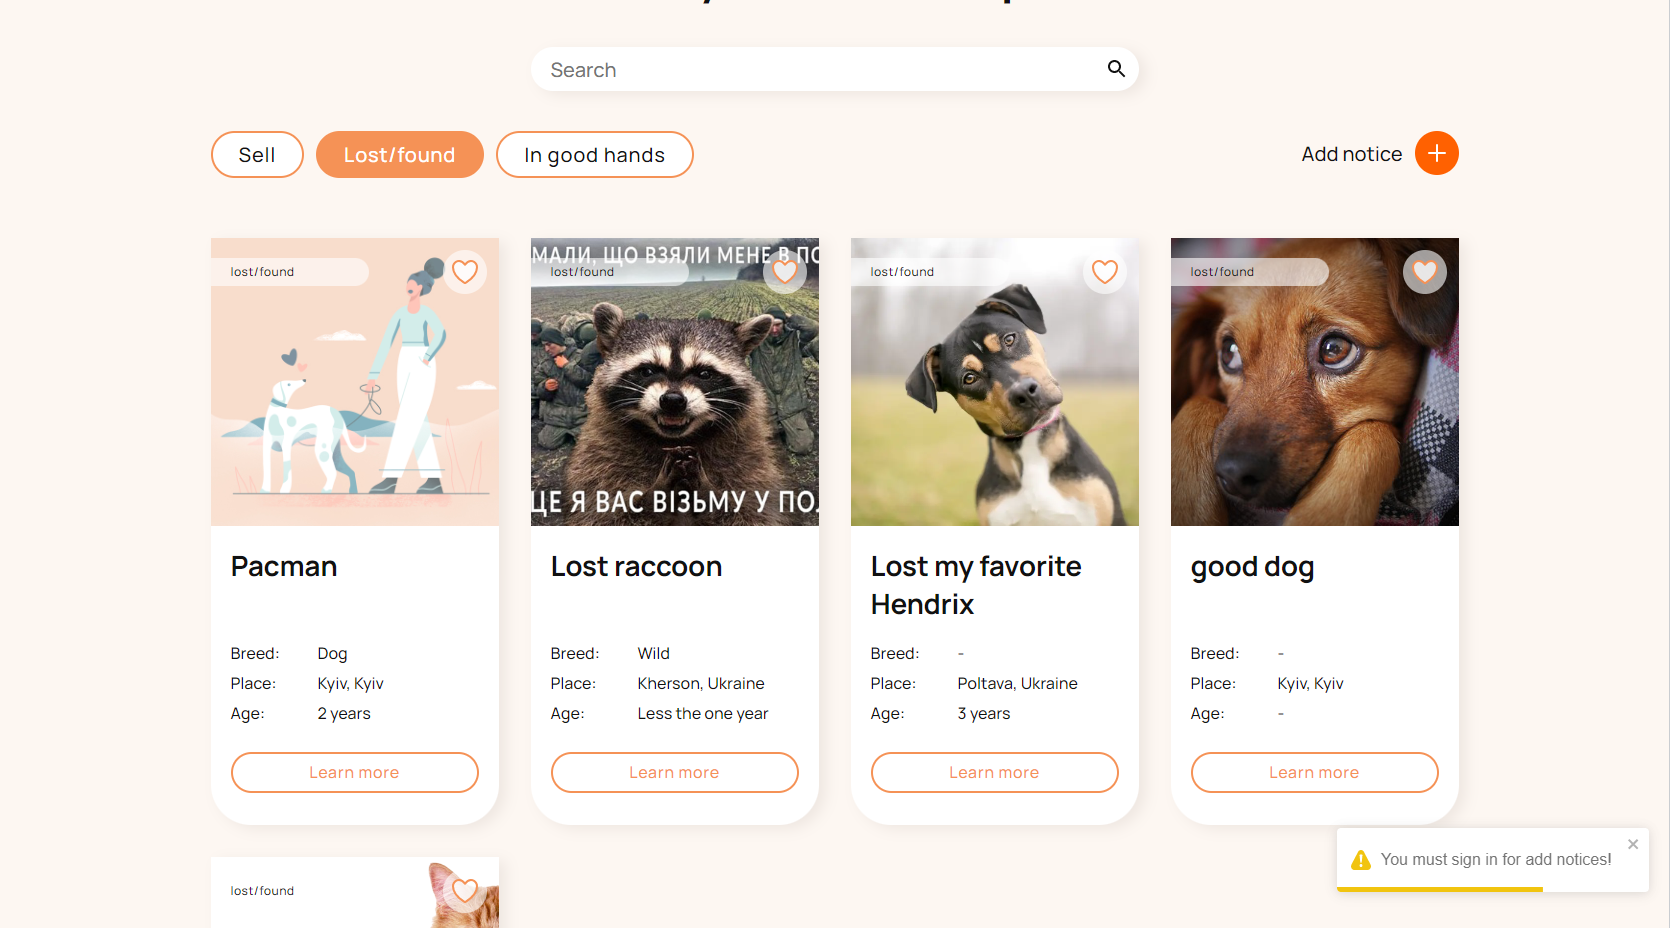 Search
Sell
Lost/found
In good hands
Add notice
lost/found
Pacman
Breed: Dog
Place: Kyiv, Kyiv
Age: 2 years
Learn more
МАЛИ, ЩО ВЗЯЛИ МЕНЕ В ПО
lost/found
ЦЕ Я ВАС ВІЗЬМУ У ПО
Lost raccoon
Breed: Wild
Place: Kherson, Ukraine
Age: Less the one year
Learn more
lost/found
Lost my favorite
Hendrix
Breed: -
Place: Poltava, Ukraine
Age: 3 years
Learn more
lost/found
good dog
Breed: -
Place: Kyiv, Kyiv
Age: -
Learn more
lost/found
You must sign in for add notices!